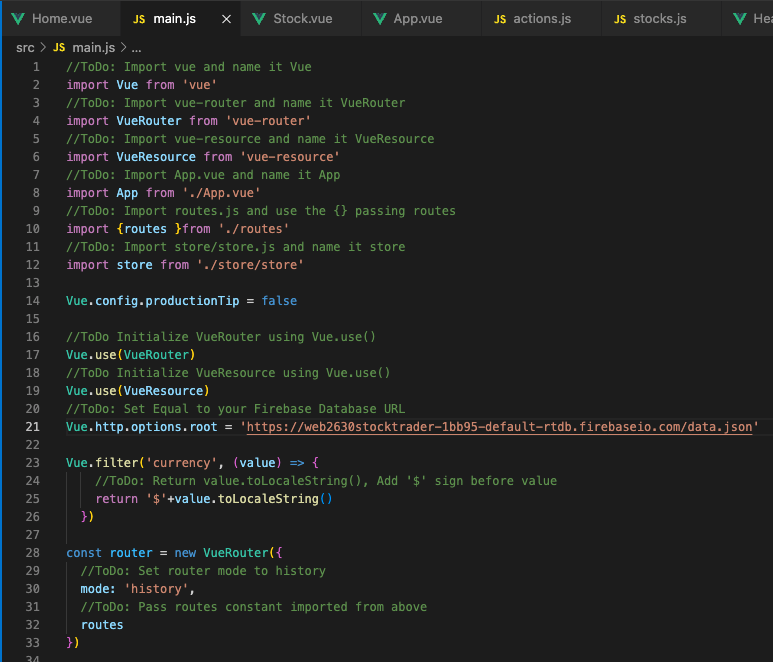 Home.vue JS main.js × Stock.vue App.vue JS actions.js JS stocks.js Hea
src > JS main.js > ...
1 //ToDo: Import vue and name it Vue
2 import Vue from 'vue'
3 //ToDo: Import vue-router and name it VueRouter
4 import VueRouter from 'vue-router'
5 //ToDo: Import vue-resource and name it VueResource
6 import VueResource from 'vue-resource'
7 //ToDo: Import App.vue and name it App
8 import App from './App.vue'
9 //ToDo: Import routes.js and use the {} passing routes
10 import {routes }from './routes'
11 //ToDo: Import store/store.js and name it store
12 import store from './store/store'
13
14 Vue.config.productionTip = false
15
16 //ToDo Initialize VueRouter using Vue.use()
17 Vue.use(VueRouter)
18 //ToDo Initialize VueResource using Vue.use()
19 Vue.use(VueResource)
20 //ToDo: Set Equal to your Firebase Database URL
21 Vue.http.options.root = 'https://web2630stocktrader-1bb95-default-rtdb.firebaseio.com/data.json'
22
23 Vue.filter('currency', (value) => {
24 //ToDo: Return value.toLocaleString(), Add '$' sign before value
25 return '$'+value.toLocaleString()
26 })
27
28 const router = new VueRouter({
29 //ToDo: Set router mode to history
30 mode: 'history',
31 //ToDo: Pass routes constant imported from above
32 routes
33 })
34